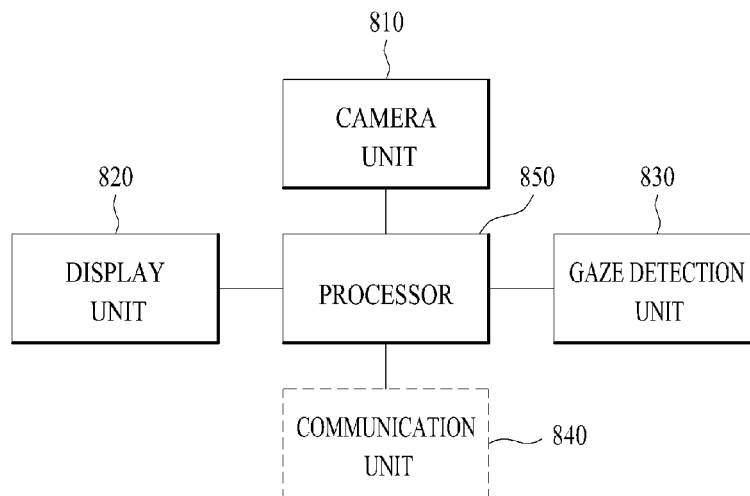 810
CAMERA
UNIT
820
850
830
DISPLAY
UNIT
PROCESSOR
GAZE DETECTION
UNIT
COMMUNICATION
UNIT
840